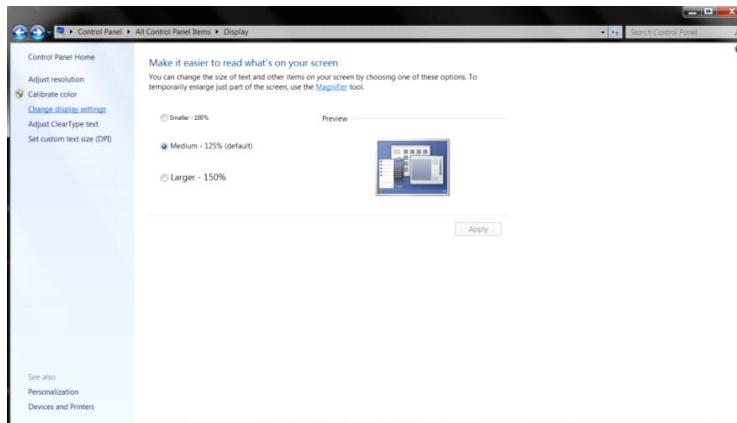 Control Panel ▸ All Control Panel Items ▸ Display
Search Control Panel
Control Panel Home
Adjust resolution
Calibrate color
Change display settings
Adjust ClearType text
Set custom text size (DPI)
See also
Personalization
Devices and Printers
Make it easier to read what's on your screen
You can change the size of text and other items on your screen by choosing one of these options. To
temporarily enlarge just part of the screen, use the Magnifier tool.
Smaller - 100%
Preview
Medium - 125% (default)
Larger - 150%
Apply